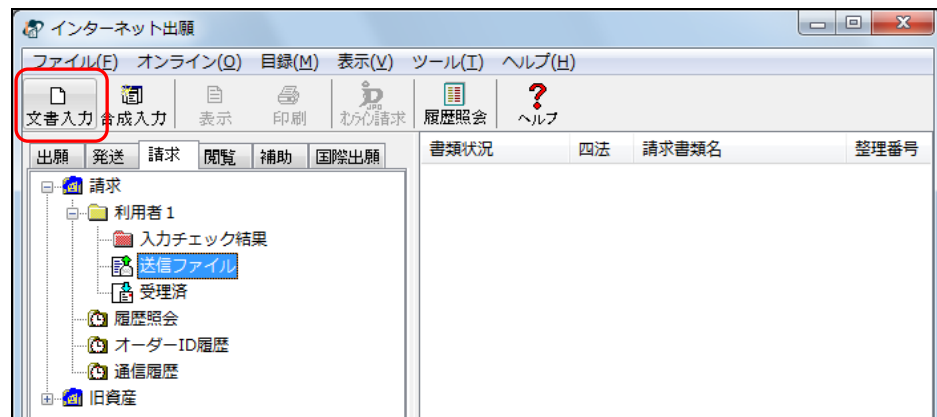 インターネット出願
ファイル(F) オンライン(O) 目録(M) 表示(V) ツール(T) ヘルプ(H)
文書入力 合成入力 表示 印刷 オンライン請求 履歴照会 ヘルプ
出願 発送 請求 閲覧 補助 国際出願
書類状況 四法 請求書類名 整理番号
請求
利用者1
入力チェック結果
送信ファイル
受理済
履歴照会
オーダーID履歴
通信履歴
旧資産